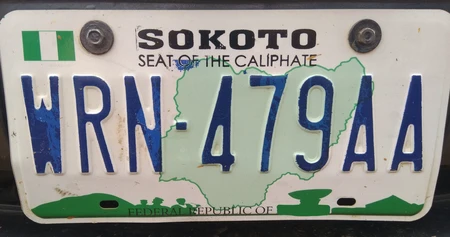 SOKOTO
SEAT OF THE CALIPHATE
WRN-479AA
FEDERAL REPUBLIC OF